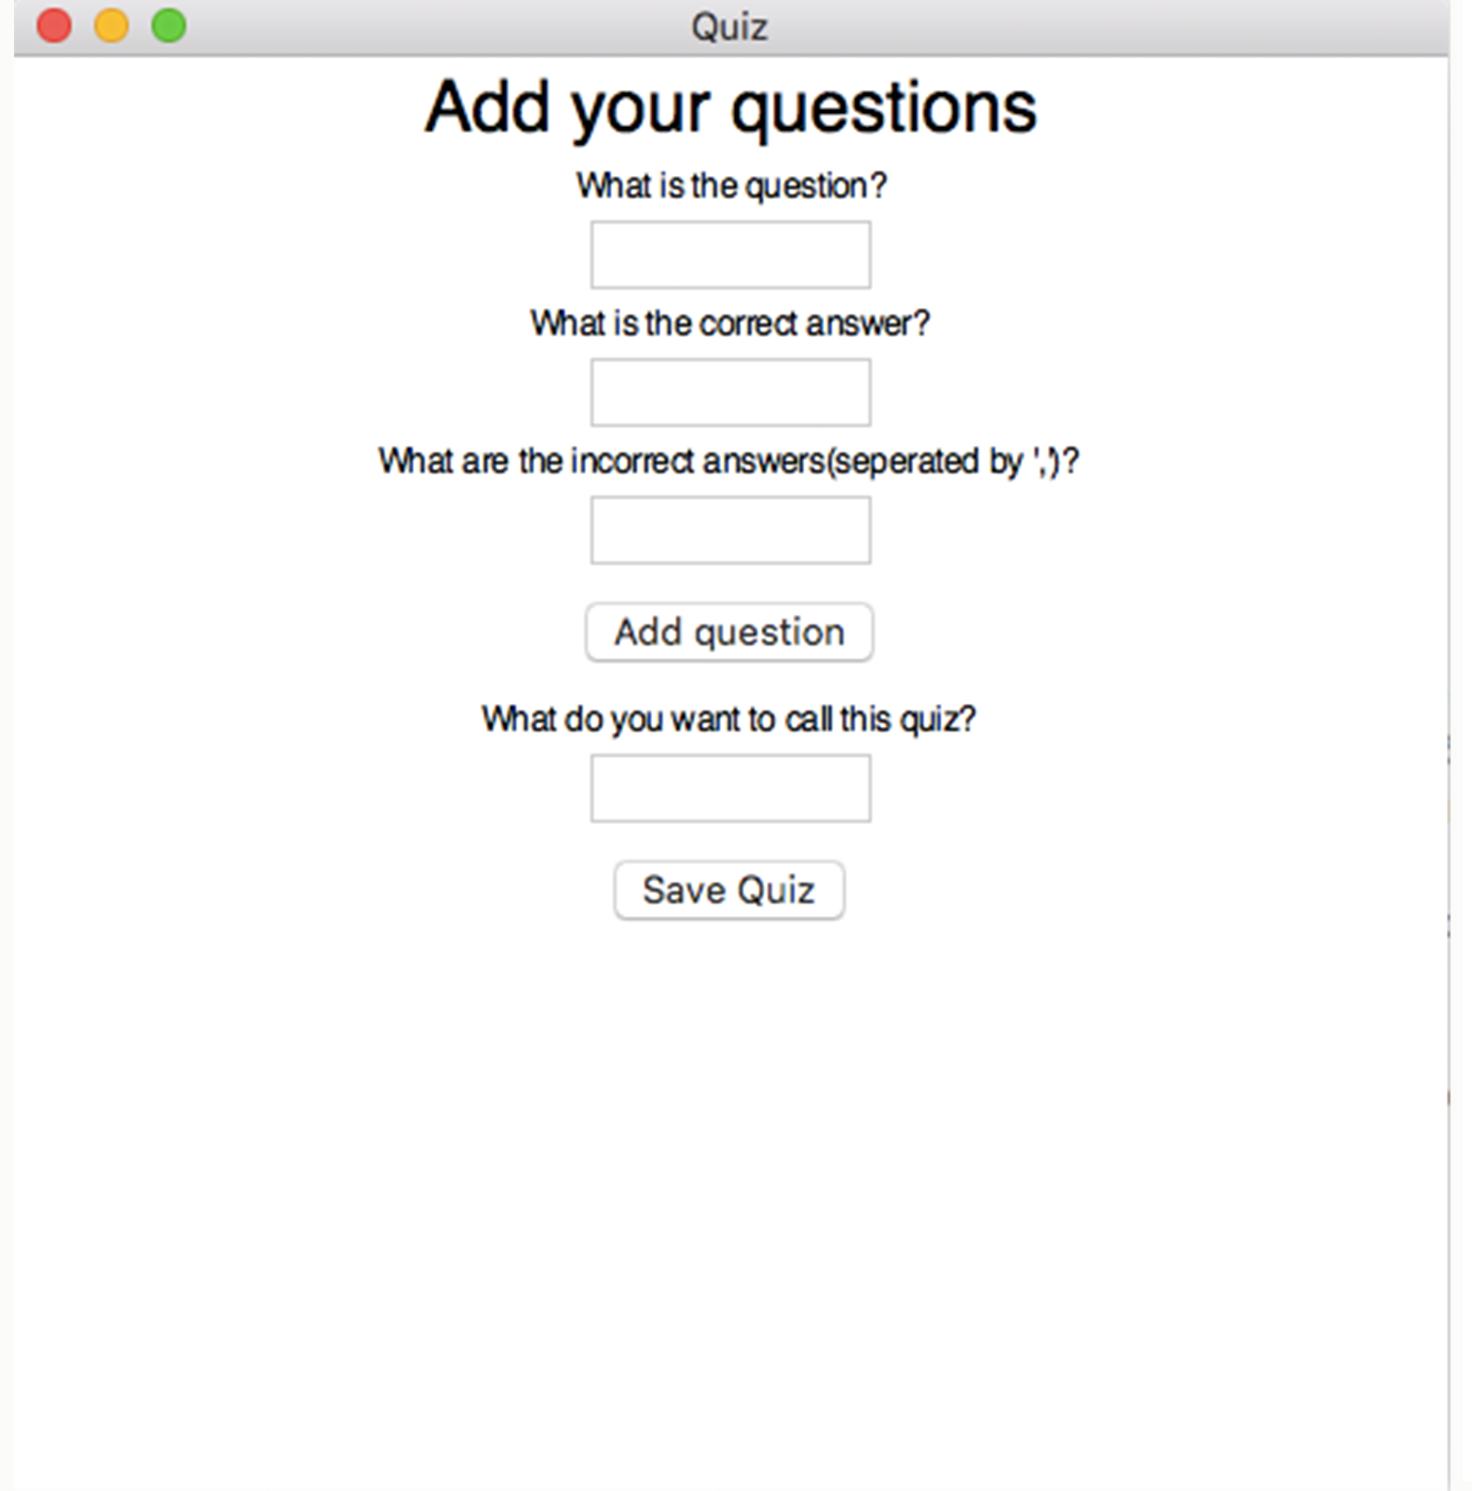 Quiz
Add your questions
What is the question?
What is the correct answer?
What are the incorrect answers(seperated by ',')?
Add question
What do you want to call this quiz?
Save Quiz